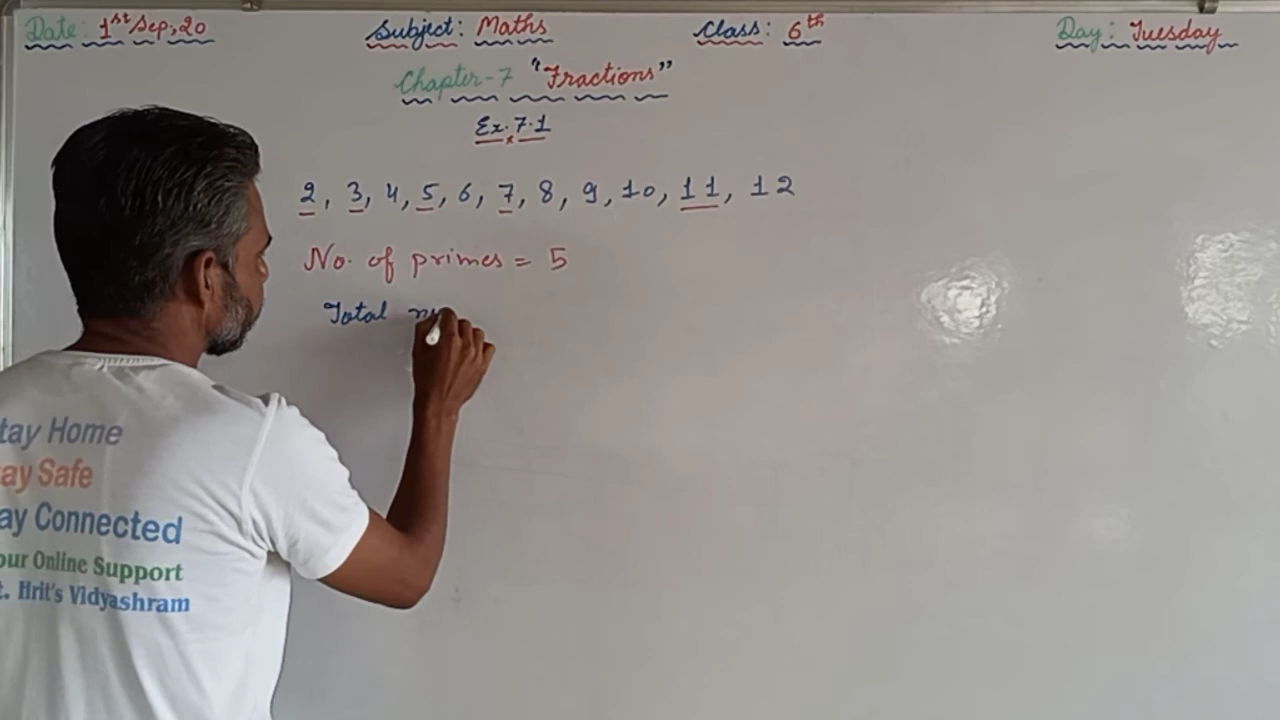 Date: 1st Sep, 20 Subject: Maths Class: 6th Day: Tuesday
Chapter-7 "Fractions"
Ex. 7.1
2, 3, 4, 5, 6, 7, 8, 9, 10, 11, 12
No. of primes = 5
Total
tay Home
ay Safe
ay Connected
our Online Support
t. Hrit's Vidyashram